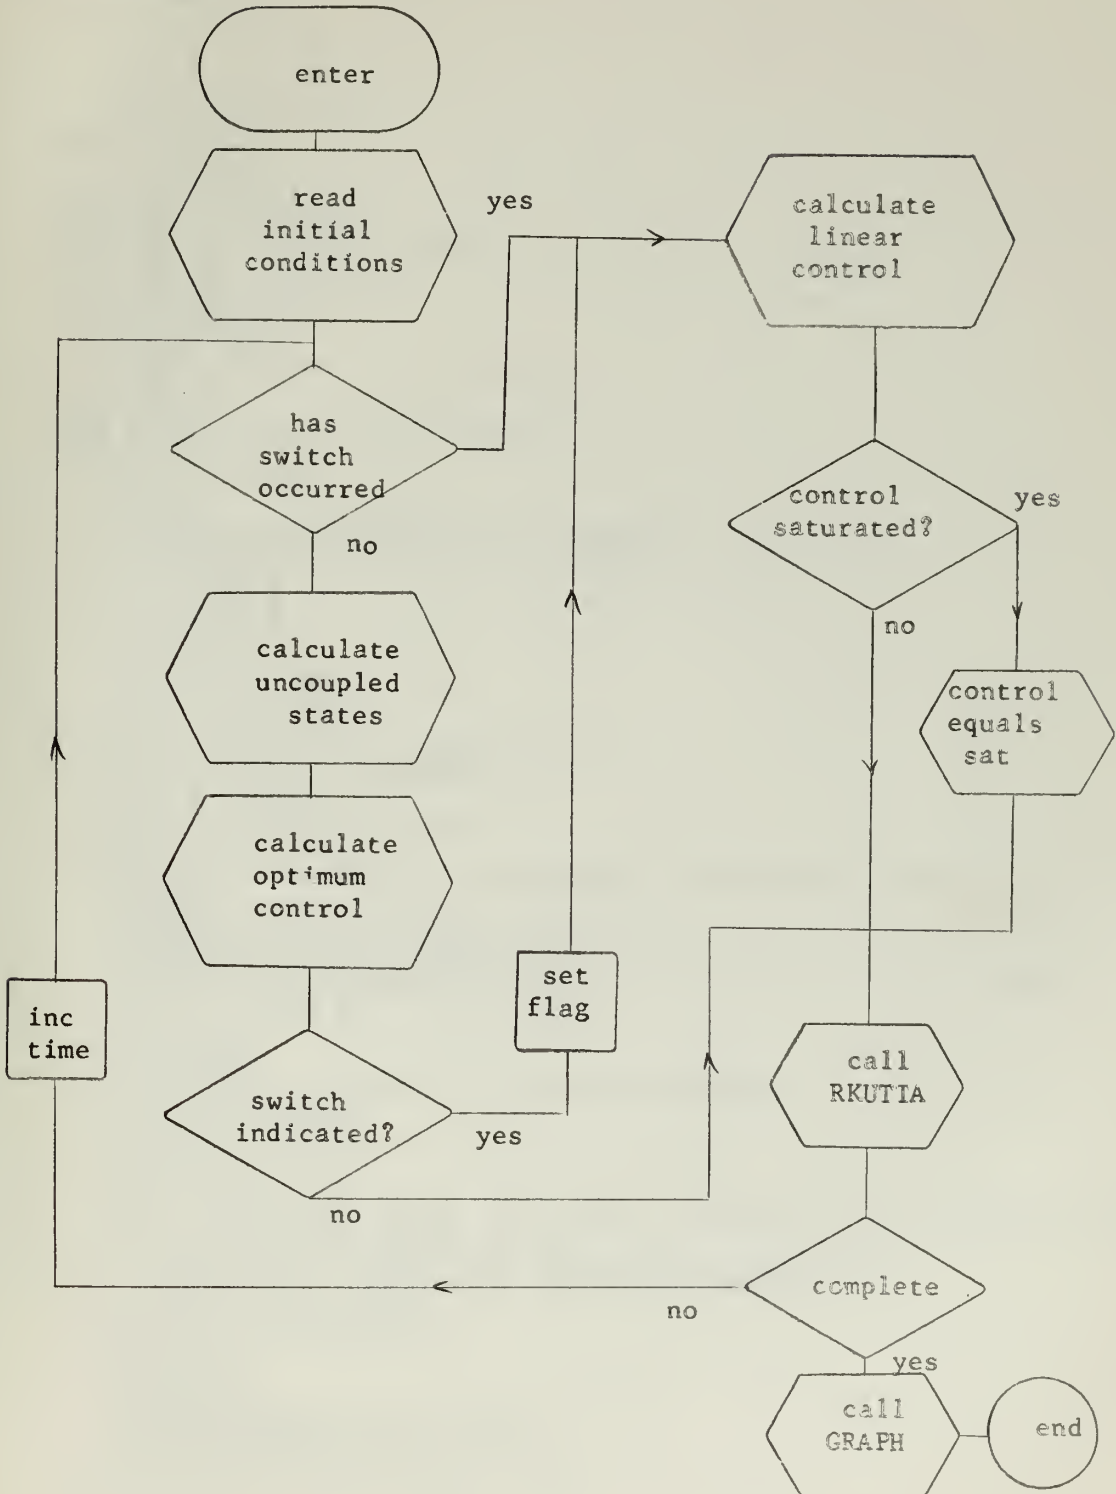 enter
read
initial
conditions
yes
has
switch
occurred
no
calculate
uncoupled
states
calculate
optimum
control
inc
time
set
flag
switch
indicated?
yes
no
calculate
linear
control
control
saturated?
yes
no
control
equals
sat
call
RKUTTA
complete
no
yes
call
GRAPH
end